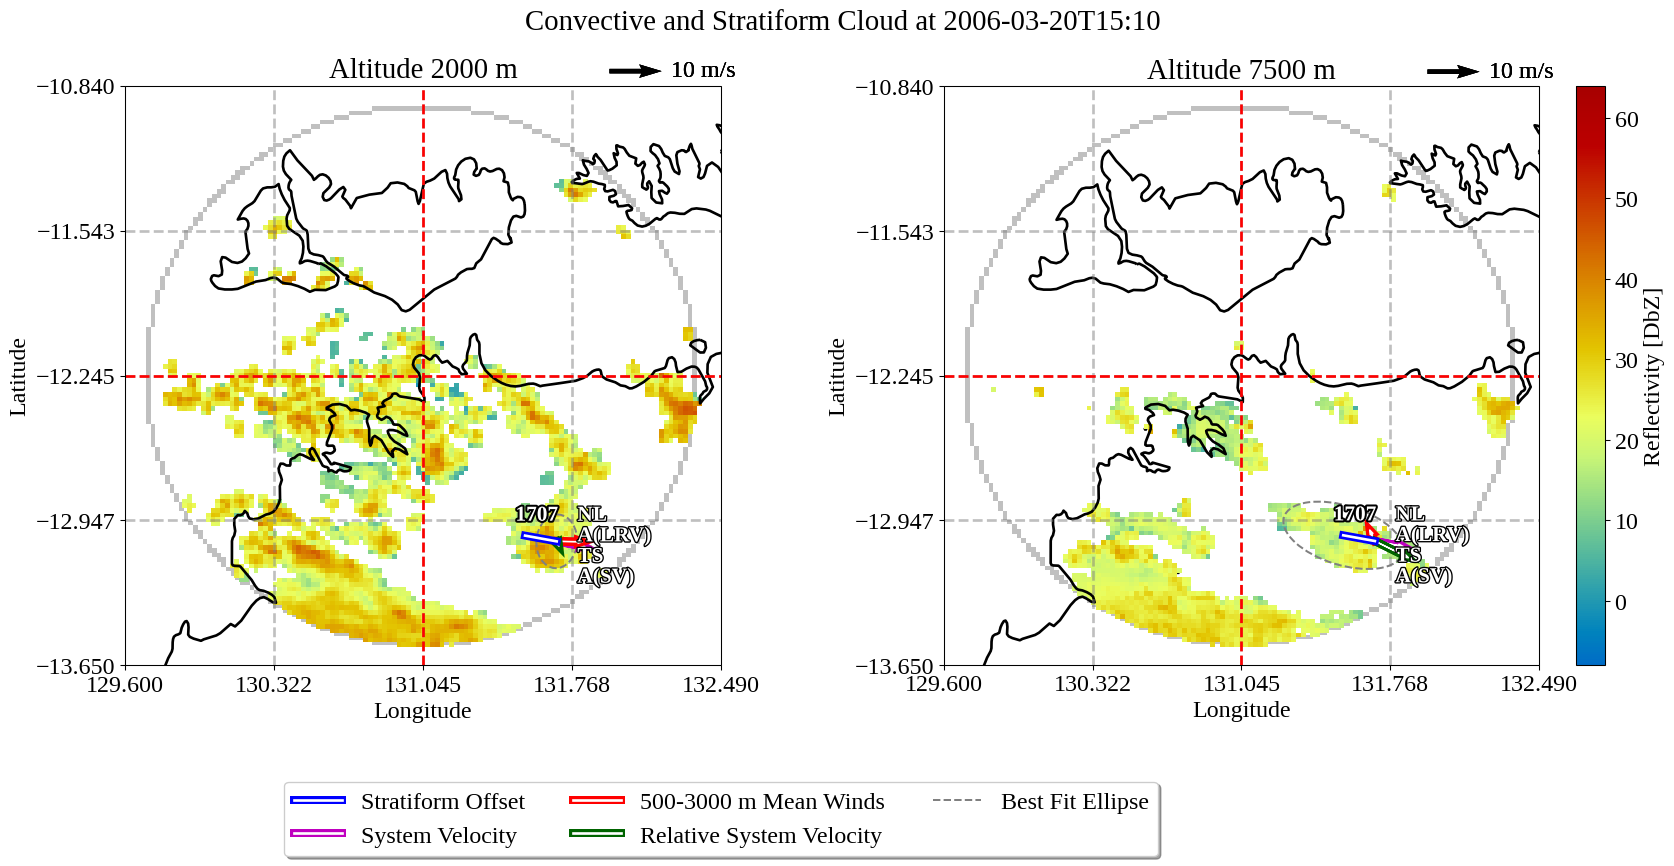 Convective and Stratiform Cloud at 2006-03-20T15:10
Altitude 2000 m
10 m/s
−10.840
−11.543
−12.245
−12.947
−13.650
129.600
130.322
131.045
131.768
132.490
Latitude
Longitude
1707
NL
A(LRV)
TS
A(SV)
Altitude 7500 m
10 m/s
−10.840
−11.543
−12.245
−12.947
−13.650
129.600
130.322
131.045
131.768
132.490
Latitude
Longitude
1707
NL
A(LRV)
TS
A(SV)
60
50
40
30
20
10
0
Reflectivity [DbZ]
Stratiform Offset
System Velocity
500-3000 m Mean Winds
Relative System Velocity
Best Fit Ellipse